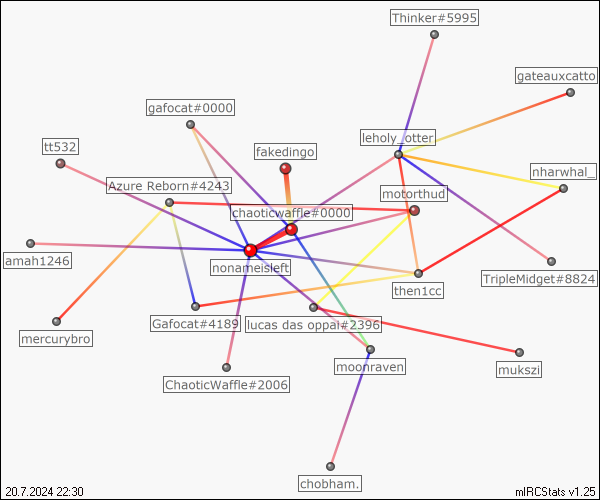 Thinker#5995
gateauxcatto
gafocat#0000
leholy_otter
tt532
fakedingo
nharwhal_
Azure Reborn#4243
motorthud
chaoticwaffle#0000
amah1246
nonameisleft
TripleMidget#8824
then1cc
Gafocat#4189
lucas das oppai#2396
mercurybro
moonraven
mukszi
ChaoticWaffle#2006
chobham.
20.7.2024 22:30
mIRCStats v1.25